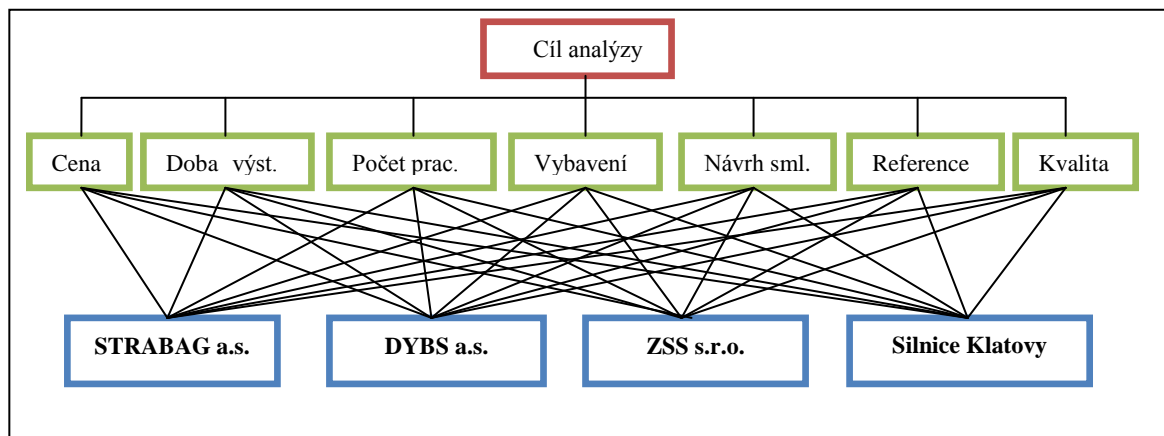 Cíl analýzy
Cena
Doba výst.
Počet prac.
Vybavení
Návrh sml.
Reference
Kvalita
STRABAG a.s.
DYBS a.s.
ZSS s.r.o.
Silnice Klatovy